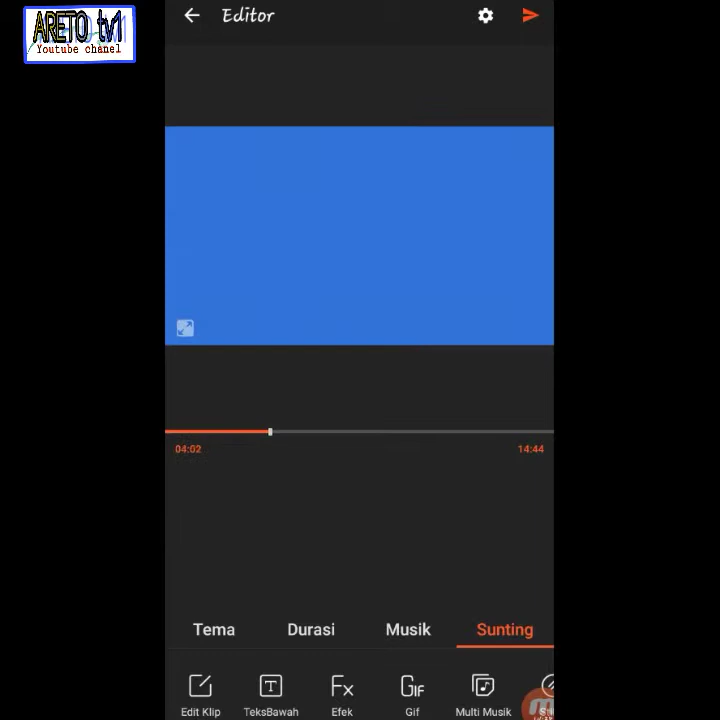 ARETO tv1
Youtube chanel
Editor
04:02
14:44
Tema
Durasi
Musik
Sunting
Edit Klip
TeksBawah
Efek
Gif
Multi Musik